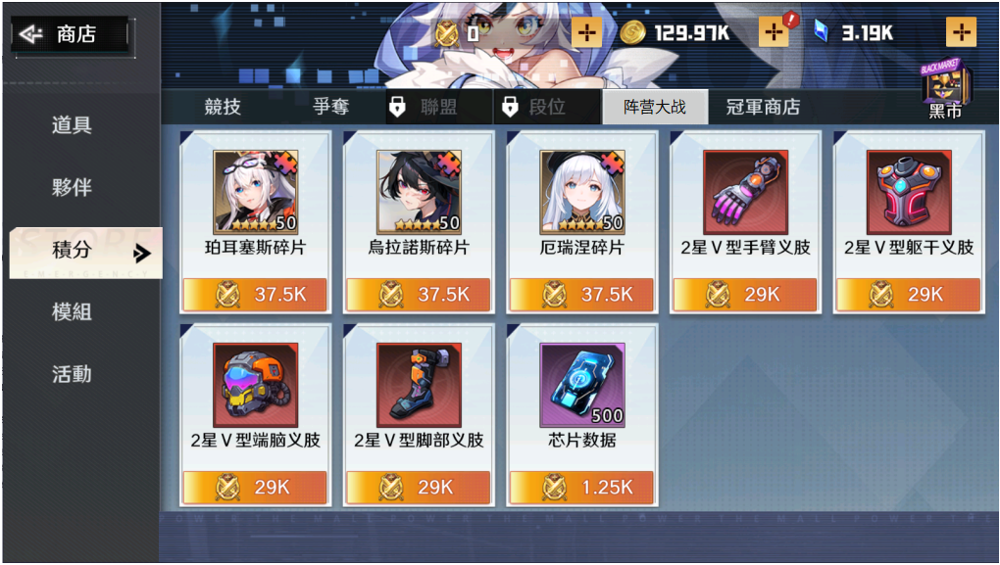 商店
0
129.97K
3.19K
BLACK MARKET
黑市
道具
夥伴
積分
模組
活動
競技
爭奪
聯盟
段位
阵营大战
冠軍商店
50
珀耳塞斯碎片
37.5K
50
烏拉諾斯碎片
37.5K
50
厄瑞涅碎片
37.5K
2星Ⅴ型手臂义肢
29K
2星Ⅴ型躯干义肢
29K
2星Ⅴ型端脑义肢
29K
2星Ⅴ型脚部义肢
29K
500
芯片数据
1.25K